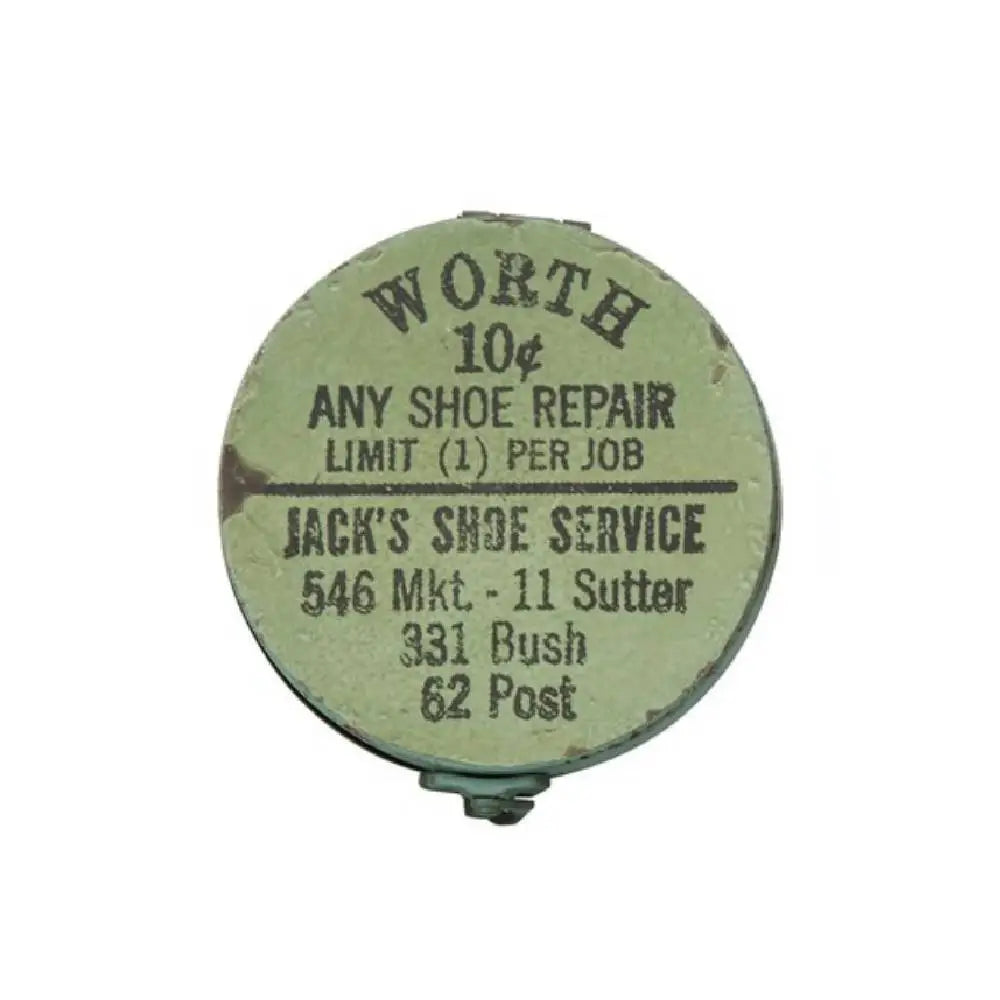 WORTH
10¢
ANY SHOE REPAIR
LIMIT (1) PER JOB
JACK'S SHOE SERVICE
546 Mkt. - 11 Sutter
331 Bush
62 Post